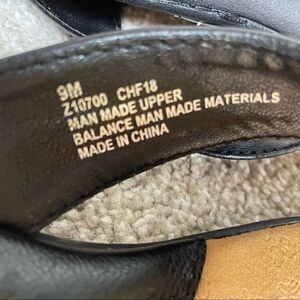 9M
Z10700 CHF18
MAN MADE UPPER
BALANCE MAN MADE MATERIALS
MADE IN CHINA